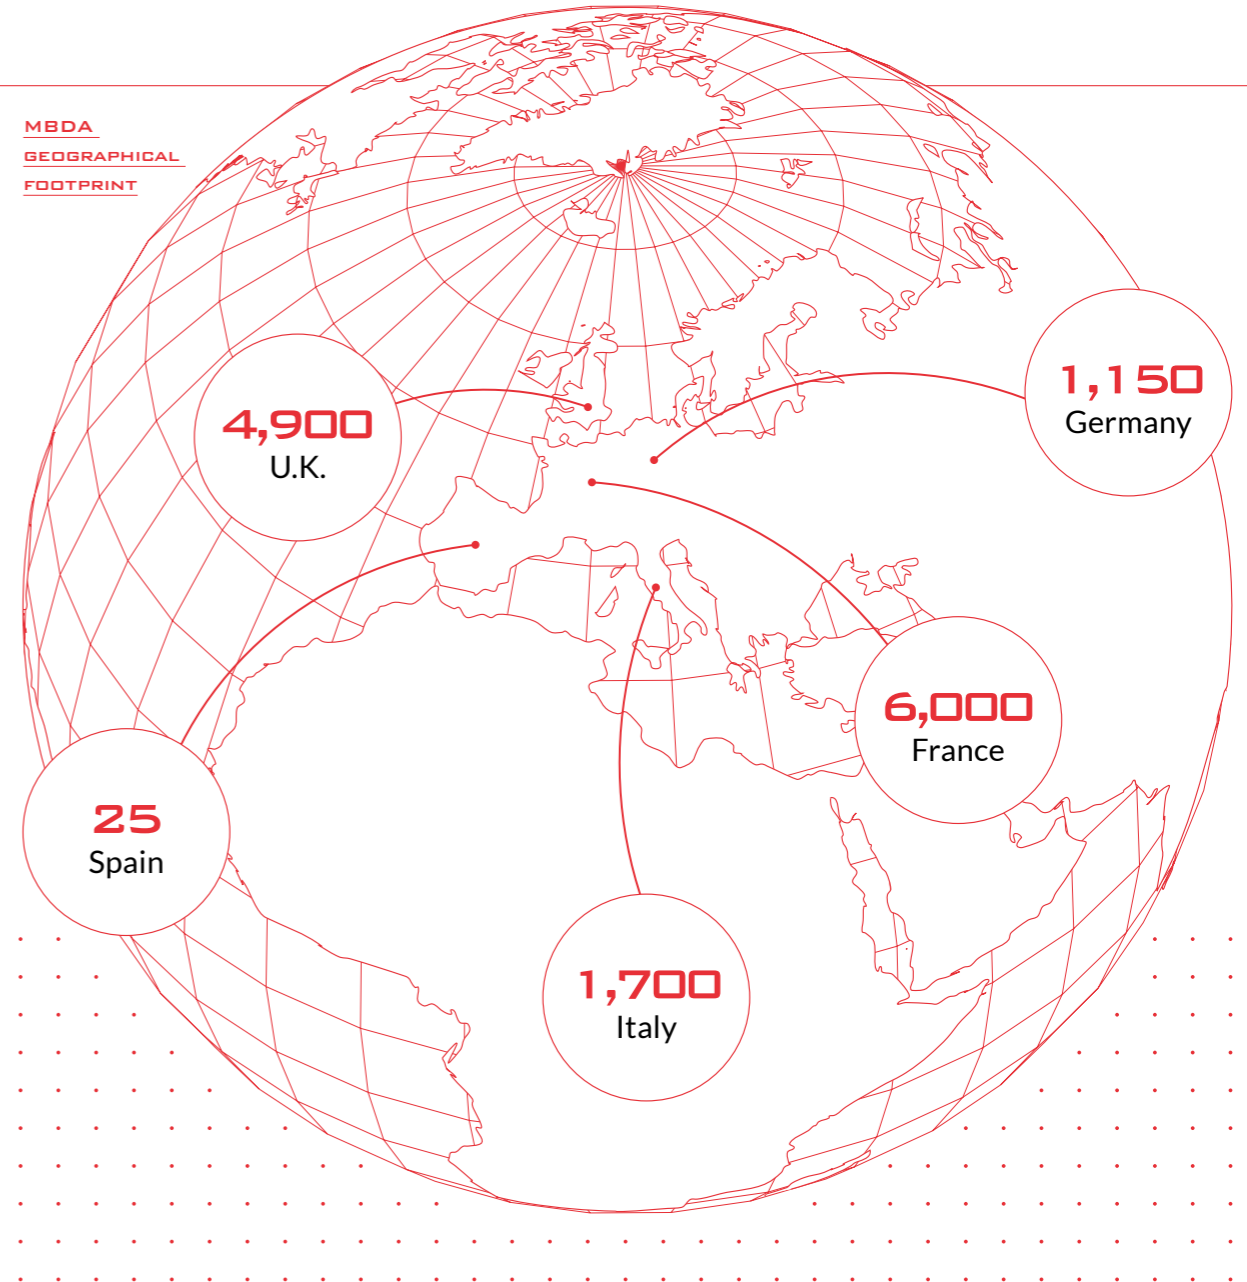 MBDA
GEOGRAPHICAL
FOOTPRINT
1,150
Germany
4,900
U.K.
6,000
France
25
Spain
1,700
Italy